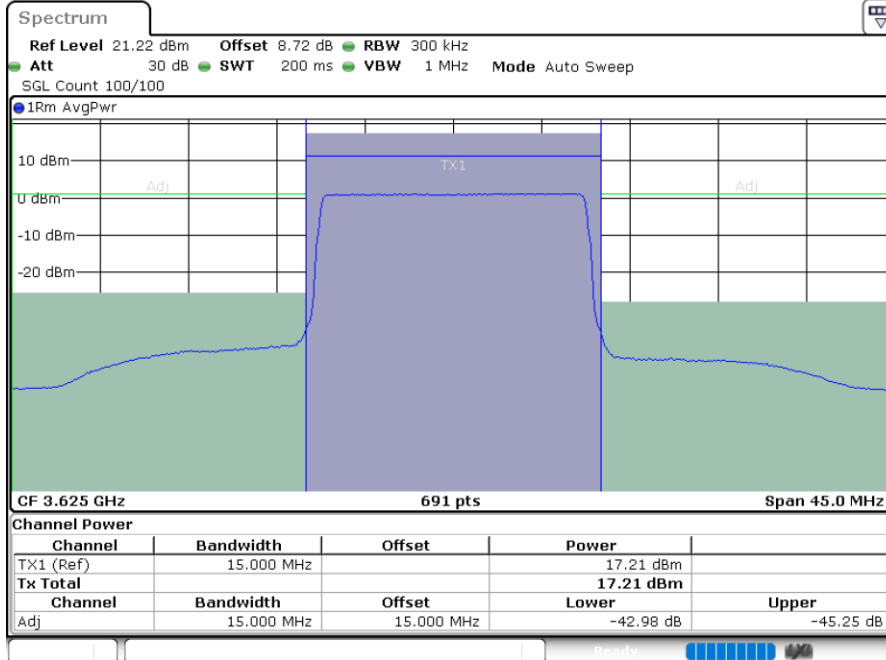 Spectrum
Ref Level 21.22 dBm Offset 8.72 dB RBW 300 kHz
Att 30 dB SWT 200 ms VBW 1 MHz Mode Auto Sweep
SGL Count 100/100
1Rm AvgPwr
10 dBm
TX1
Adj Adj
0 dBm
-10 dBm
-20 dBm
CF 3.625 GHz 691 pts Span 45.0 MHz
Channel Power
Channel Bandwidth Offset Power
TX1 (Ref) 15.000 MHz 17.21 dBm
Tx Total 17.21 dBm
Channel Bandwidth Offset Lower Upper
Adj 15.000 MHz 15.000 MHz -42.98 dB -45.25 dB
Ready